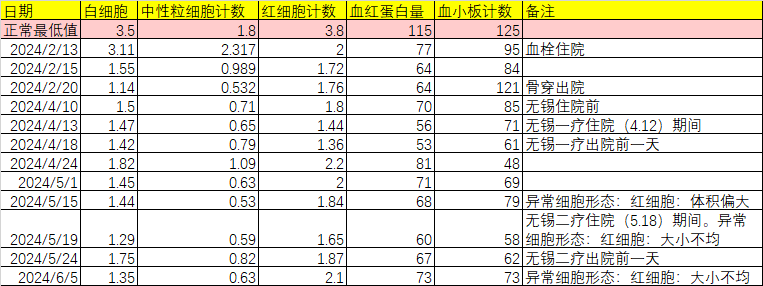 日期 白细胞 中性粒细胞计数 红细胞计数 血红蛋白量 血小板计数 备注
正常最低值 3.5 1.8 3.8 115 125
2024/2/13 3.11 2.317 2 77 95 血栓住院
2024/2/15 1.55 0.989 1.72 64 84
2024/2/20 1.14 0.532 1.76 64 121 骨穿出院
2024/4/10 1.5 0.71 1.8 70 85 无锡住院前
2024/4/13 1.47 0.65 1.44 56 71 无锡一疗住院（4.12）期间
2024/4/18 1.42 0.79 1.36 53 61 无锡一疗出院前一天
2024/4/24 1.82 1.09 2.2 81 48
2024/5/1 1.45 0.63 2 71 69
2024/5/15 1.44 0.53 1.84 68 79 异常细胞形态：红细胞：体积偏大
无锡二疗住院（5.18）期间。异常
2024/5/19 1.29 0.59 1.65 60 58 细胞形态：红细胞：大小不均
2024/5/24 1.75 0.82 1.87 67 62 无锡二疗出院前一天
2024/6/5 1.35 0.63 2.1 73 73 异常细胞形态：红细胞：大小不均